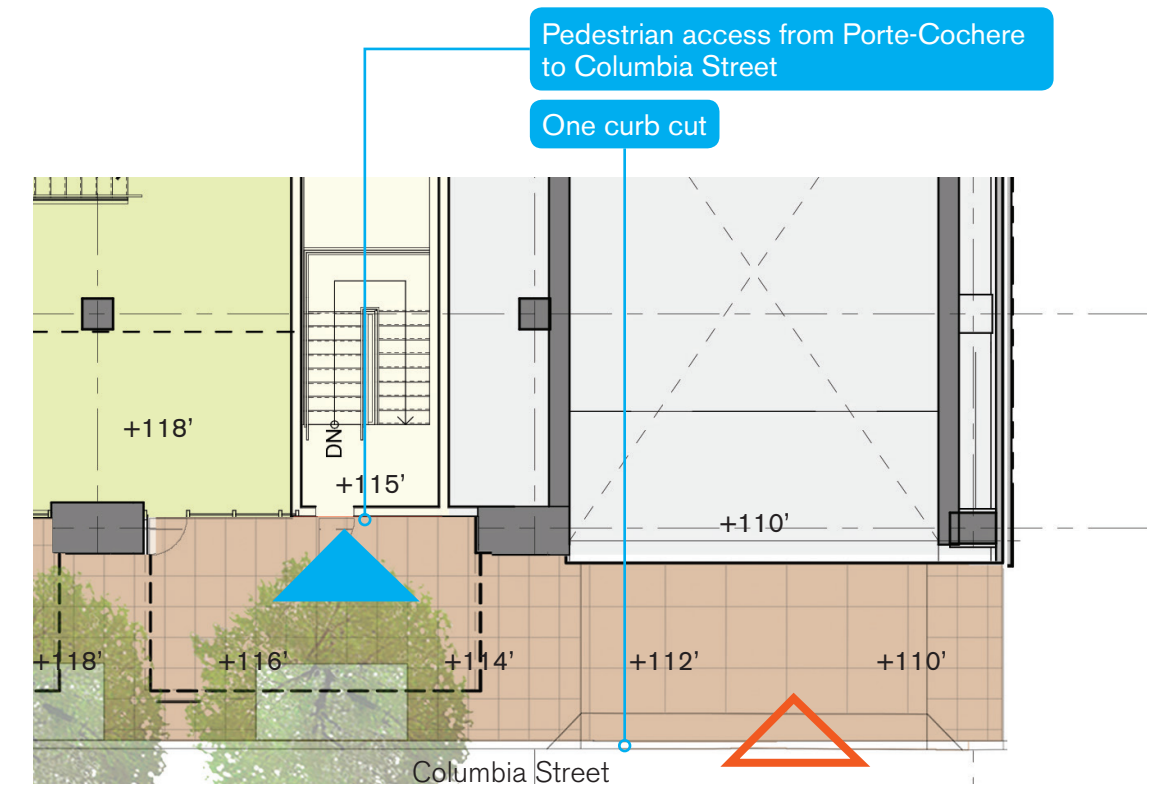 Pedestrian access from Porte-Cochere
to Columbia Street
One curb cut
+118’
DN
+115’
+110’
+118’
+116’
+114’
+112’
+110’
Columbia Street